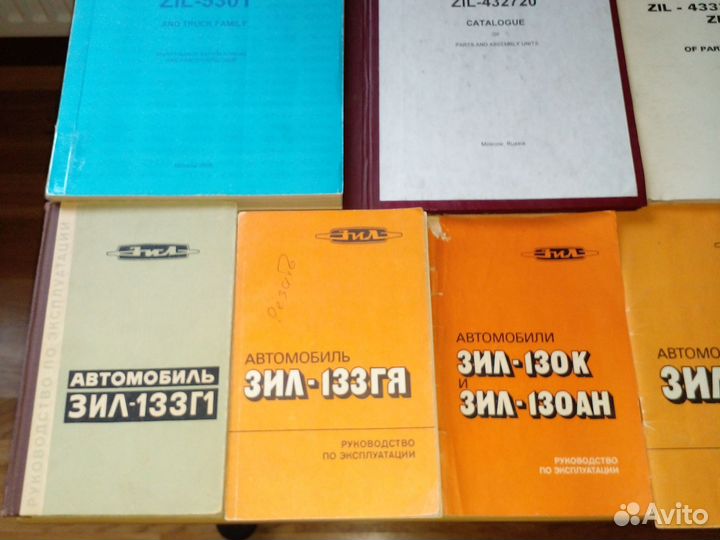 ZIL-5301
AND TRUCK FAMILY
ZIL-432720
CATALOGUE
OF
PARTS AND ASSEMBLY UNITS
Moscow, Russia
ZIL - 433
OF PAR
РУКОВОДСТВО ПО ЭКСПЛУАТАЦИИ
ЗИЛ
АВТОМОБИЛЬ
ЗИЛ-133Г1
ЗИЛ
АВТОМОБИЛЬ
ЗИЛ-133ГЯ
РУКОВОДСТВО
ПО ЭКСПЛУАТАЦИИ
ЗИЛ
АВТОМОБИЛИ
ЗИЛ-130К
И
ЗИЛ-130АН
РУКОВОДСТВО
ПО ЭКСПЛУАТАЦИИ
АВТОМО
ЗИЛ
Avito